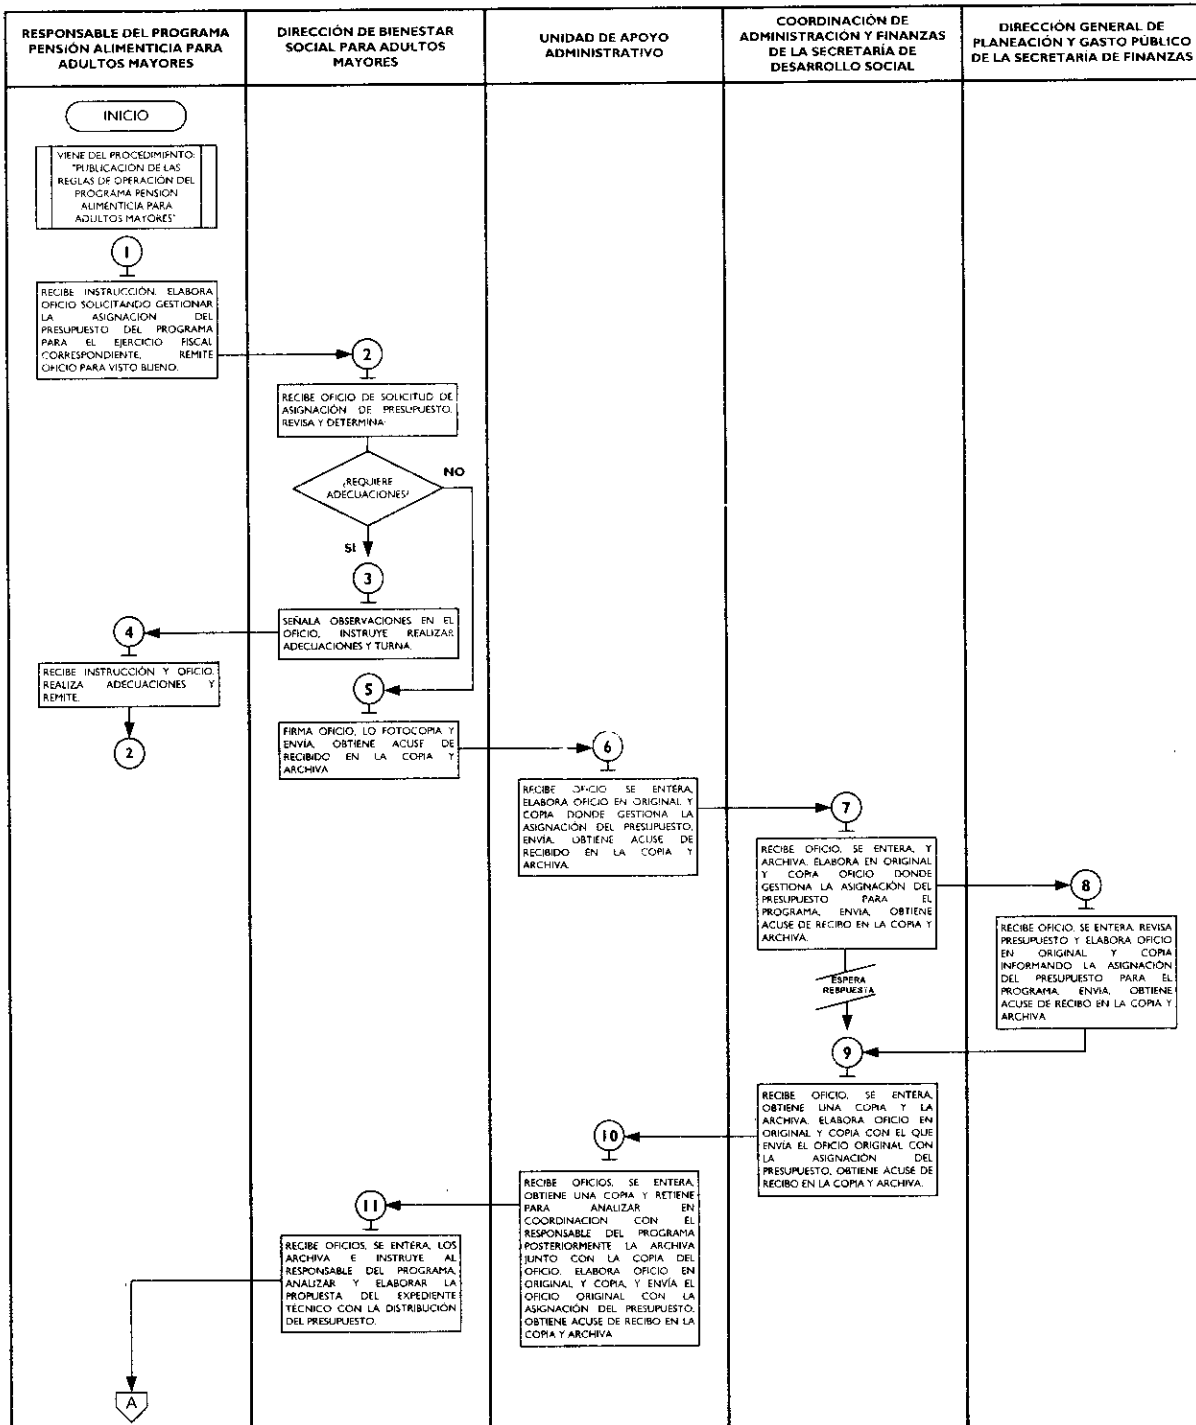 RESPONSABLE DEL PROGRAMA
PENSIÓN ALIMENTICIA PARA
ADULTOS MAYORES
DIRECCIÓN DE BIENESTAR
SOCIAL PARA ADULTOS
MAYORES
UNIDAD DE APOYO
ADMINISTRATIVO
COORDINACIÓN DE
ADMINISTRACIÓN Y FINANZAS
DE LA SECRETARÍA DE
DESARROLLO SOCIAL
DIRECCIÓN GENERAL DE
PLANEACIÓN Y GASTO PÚBLICO
DE LA SECRETARÍA DE FINANZAS
INICIO
VIENE DEL PROCEDIMIENTO:
"PUBLICACIÓN DE LAS
REGLAS DE OPERACIÓN DEL
PROGRAMA PENSION
ALIMENTICIA PARA
ADULTOS MAYORES"
1
RECIBE INSTRUCCIÓN, ELABORA
OFICIO SOLICITANDO GESTIONAR
LA ASIGNACION DEL
PRESUPUESTO DEL PROGRAMA
PARA EL EJERCICIO FISCAL
CORRESPONDIENTE, REMITE
OFICIO PARA VISTO BUENO.
2
RECIBE OFICIO DE SOLICITUD DE
ASIGNACIÓN DE PRESUPUESTO,
REVISA Y DETERMINA:
¿REQUIERE
ADECUACIONES?
NO
SI
3
SEÑALA OBSERVACIONES EN EL
OFICIO, INSTRUYE REALIZAR
ADECUACIONES Y TURNA.
4
RECIBE INSTRUCCIÓN Y OFICIO,
REALIZA ADECUACIONES Y
REMITE.
2
5
FIRMA OFICIO, LO FOTOCOPIA Y
ENVÍA, OBTIENE ACUSE DE
RECIBIDO EN LA COPIA Y
ARCHIVA
6
RECIBE OFICIO SE ENTERA,
ELABORA OFICIO EN ORIGINAL Y
COPIA DONDE GESTIONA LA
ASIGNACIÓN DEL PRESUPUESTO,
ENVÍA, OBTIENE ACUSE DE
RECIBIDO EN LA COPIA Y
ARCHIVA.
7
RECIBE OFICIO, SE ENTERA, Y
ARCHIVA. ELABORA EN ORIGINAL
Y COPIA OFICIO DONDE
GESTIONA LA ASIGNACIÓN DEL
PRESUPUESTO PARA EL
PROGRAMA, ENVIA, OBTIENE
ACUSE DE RECIBO EN LA COPIA Y
ARCHIVA.
ESPERA
RESPUESTA
8
RECIBE OFICIO, SE ENTERA, REVISA
PRESUPUESTO Y ELABORA OFICIO
EN ORIGINAL Y COPIA
INFORMANDO LA ASIGNACIÓN
DEL PRESUPUESTO PARA EL
PROGRAMA, ENVIA, OBTIENE
ACUSE DE RECIBO EN LA COPIA Y
ARCHIVA
9
RECIBE OFICIO, SE ENTERA,
OBTIENE UNA COPIA Y LA
ARCHIVA. ELABORA OFICIO EN
ORIGINAL Y COPIA CON EL QUE
ENVÍA EL OFICIO ORIGINAL CON
LA ASIGNACIÓN DEL
PRESUPUESTO, OBTIENE ACUSE DE
RECIBO EN LA COPIA Y ARCHIVA.
10
RECIBE OFICIOS, SE ENTERA,
OBTIENE UNA COPIA Y RETIENE
PARA ANALIZAR EN
COORDINACION CON EL
RESPONSABLE DEL PROGRAMA
POSTERIORMENTE LA ARCHIVA
JUNTO CON LA COPIA DEL
OFICIO. ELABORA OFICIO EN
ORIGINAL Y COPIA, Y ENVÍA EL
OFICIO ORIGINAL CON LA
ASIGNACIÓN DEL PRESUPUESTO,
OBTIENE ACUSE DE RECIBO EN LA
COPIA Y ARCHIVA
11
RECIBE OFICIOS, SE ENTERA, LOS
ARCHIVA E INSTRUYE AL
RESPONSABLE DEL PROGRAMA,
ANALIZAR Y ELABORAR LA
PROPUESTA DEL EXPEDIENTE
TÉCNICO CON LA DISTRIBUCIÓN
DEL PRESUPUESTO.
A